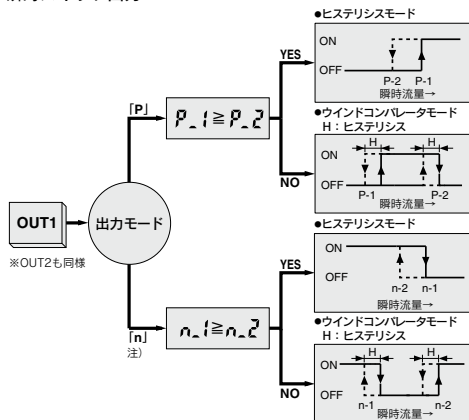 ●ヒステリシスモード
ON
OFF
P-2 P-1
瞬時流量→
YES
「P」
P_1≧P_2
NO
●ウインドコンパレータモード
H：ヒステリシス
H H
ON
OFF
P-1 P-2
瞬時流量→
OUT1
出力モード
※OUT2も同様
●ヒステリシスモード
ON
OFF
n-2 n-1
瞬時流量→
YES
「n」
注）
n_1≧n_2
NO
●ウインドコンパレータモード
H：ヒステリシス
H H
ON
OFF
n-1 n-2
瞬時流量→